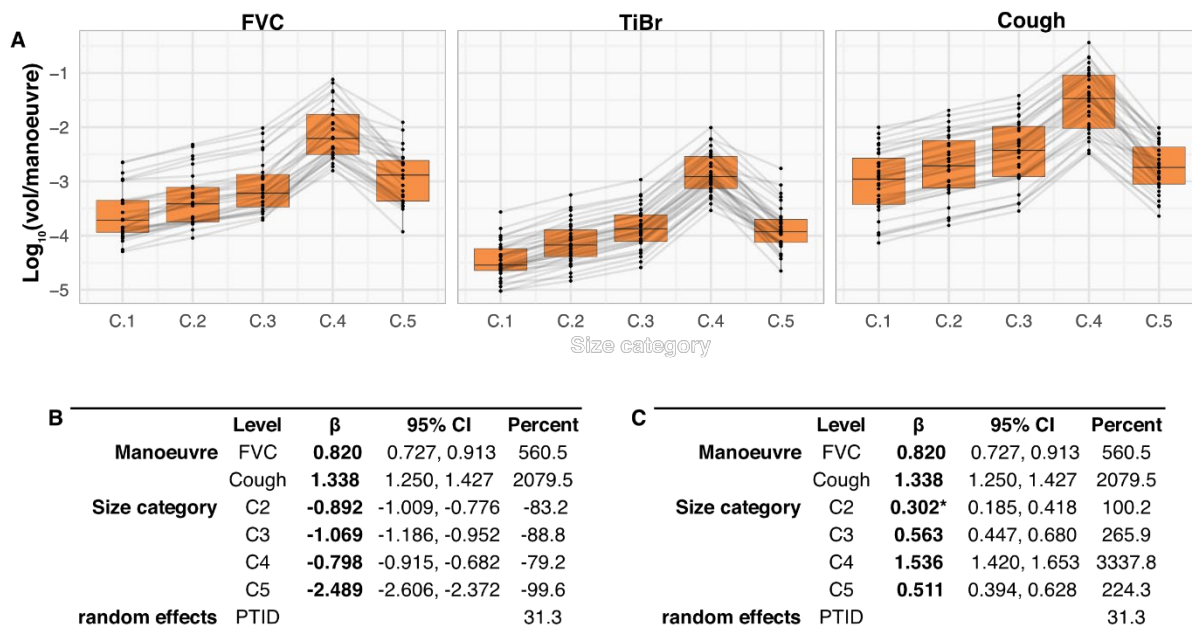 FVC TiBr Cough
A
Log₁₀(vol/manoeuvre)
−1
−2
−3
−4
−5
C.1 C.2 C.3 C.4 C.5 C.1 C.2 C.3 C.4 C.5 C.1 C.2 C.3 C.4 C.5
Size category
B
Level β 95% CI Percent
Manoeuvre FVC 0.820 0.727, 0.913 560.5
Cough 1.338 1.250, 1.427 2079.5
Size category C2 -0.892 -1.009, -0.776 -83.2
C3 -1.069 -1.186, -0.952 -88.8
C4 -0.798 -0.915, -0.682 -79.2
C5 -2.489 -2.606, -2.372 -99.6
random effects PTID 31.3
C
Level β 95% CI Percent
Manoeuvre FVC 0.820 0.727, 0.913 560.5
Cough 1.338 1.250, 1.427 2079.5
Size category C2 0.302* 0.185, 0.418 100.2
C3 0.563 0.447, 0.680 265.9
C4 1.536 1.420, 1.653 3337.8
C5 0.511 0.394, 0.628 224.3
random effects PTID 31.3